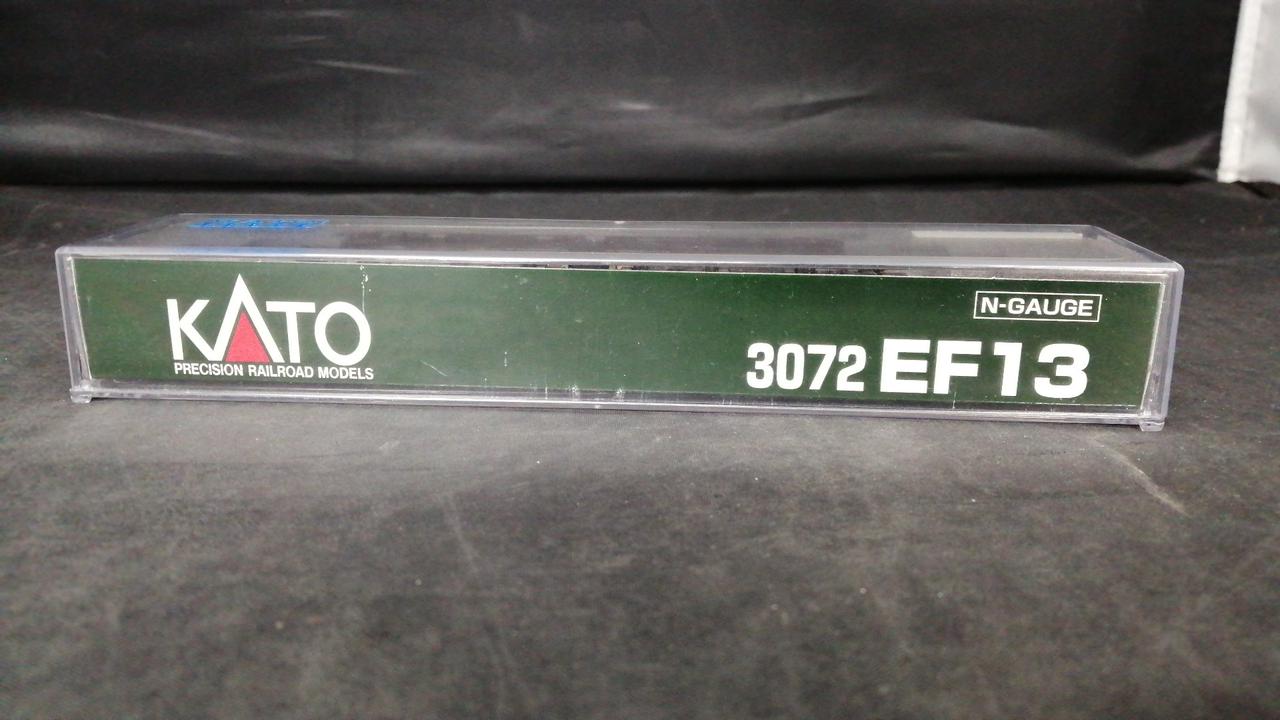 KATO
PRECISION RAILROAD MODELS
N-GAUGE
3072 EF13